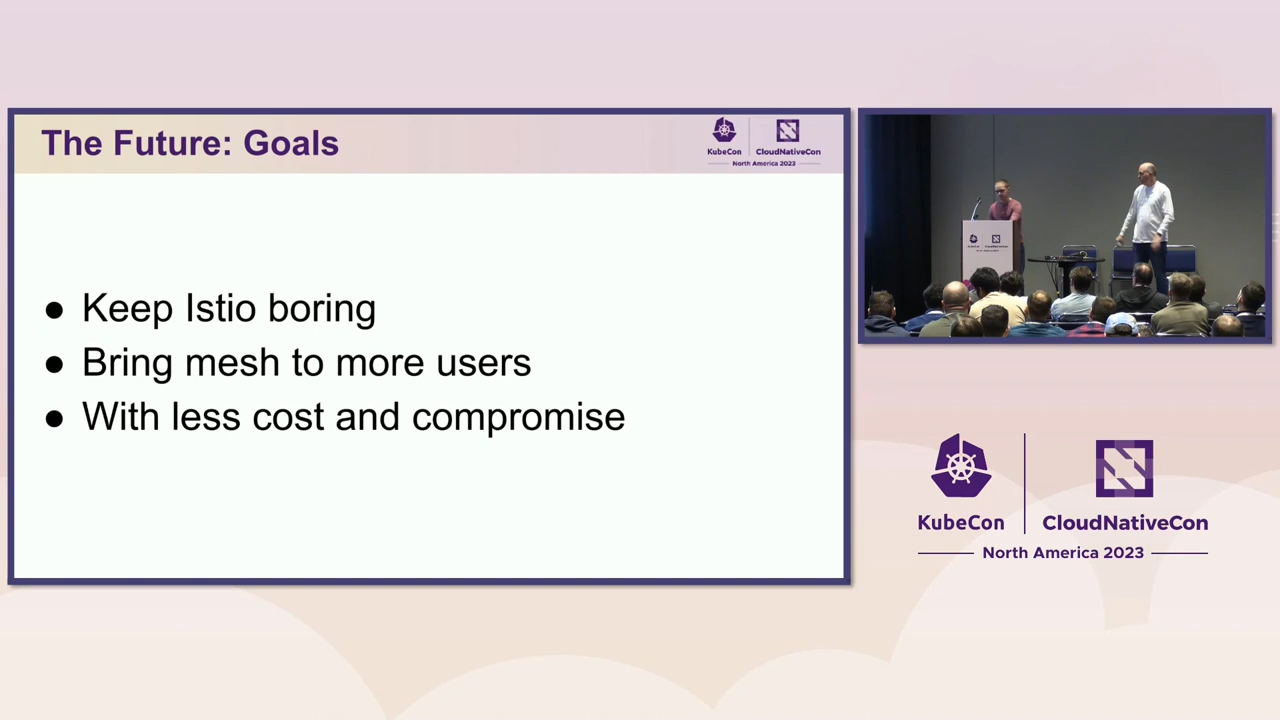 The Future: Goals
KubeCon
CloudNativeCon
North America 2023
● Keep Istio boring
● Bring mesh to more users
● With less cost and compromise
KubeCon
CloudNativeCon
North America 2023